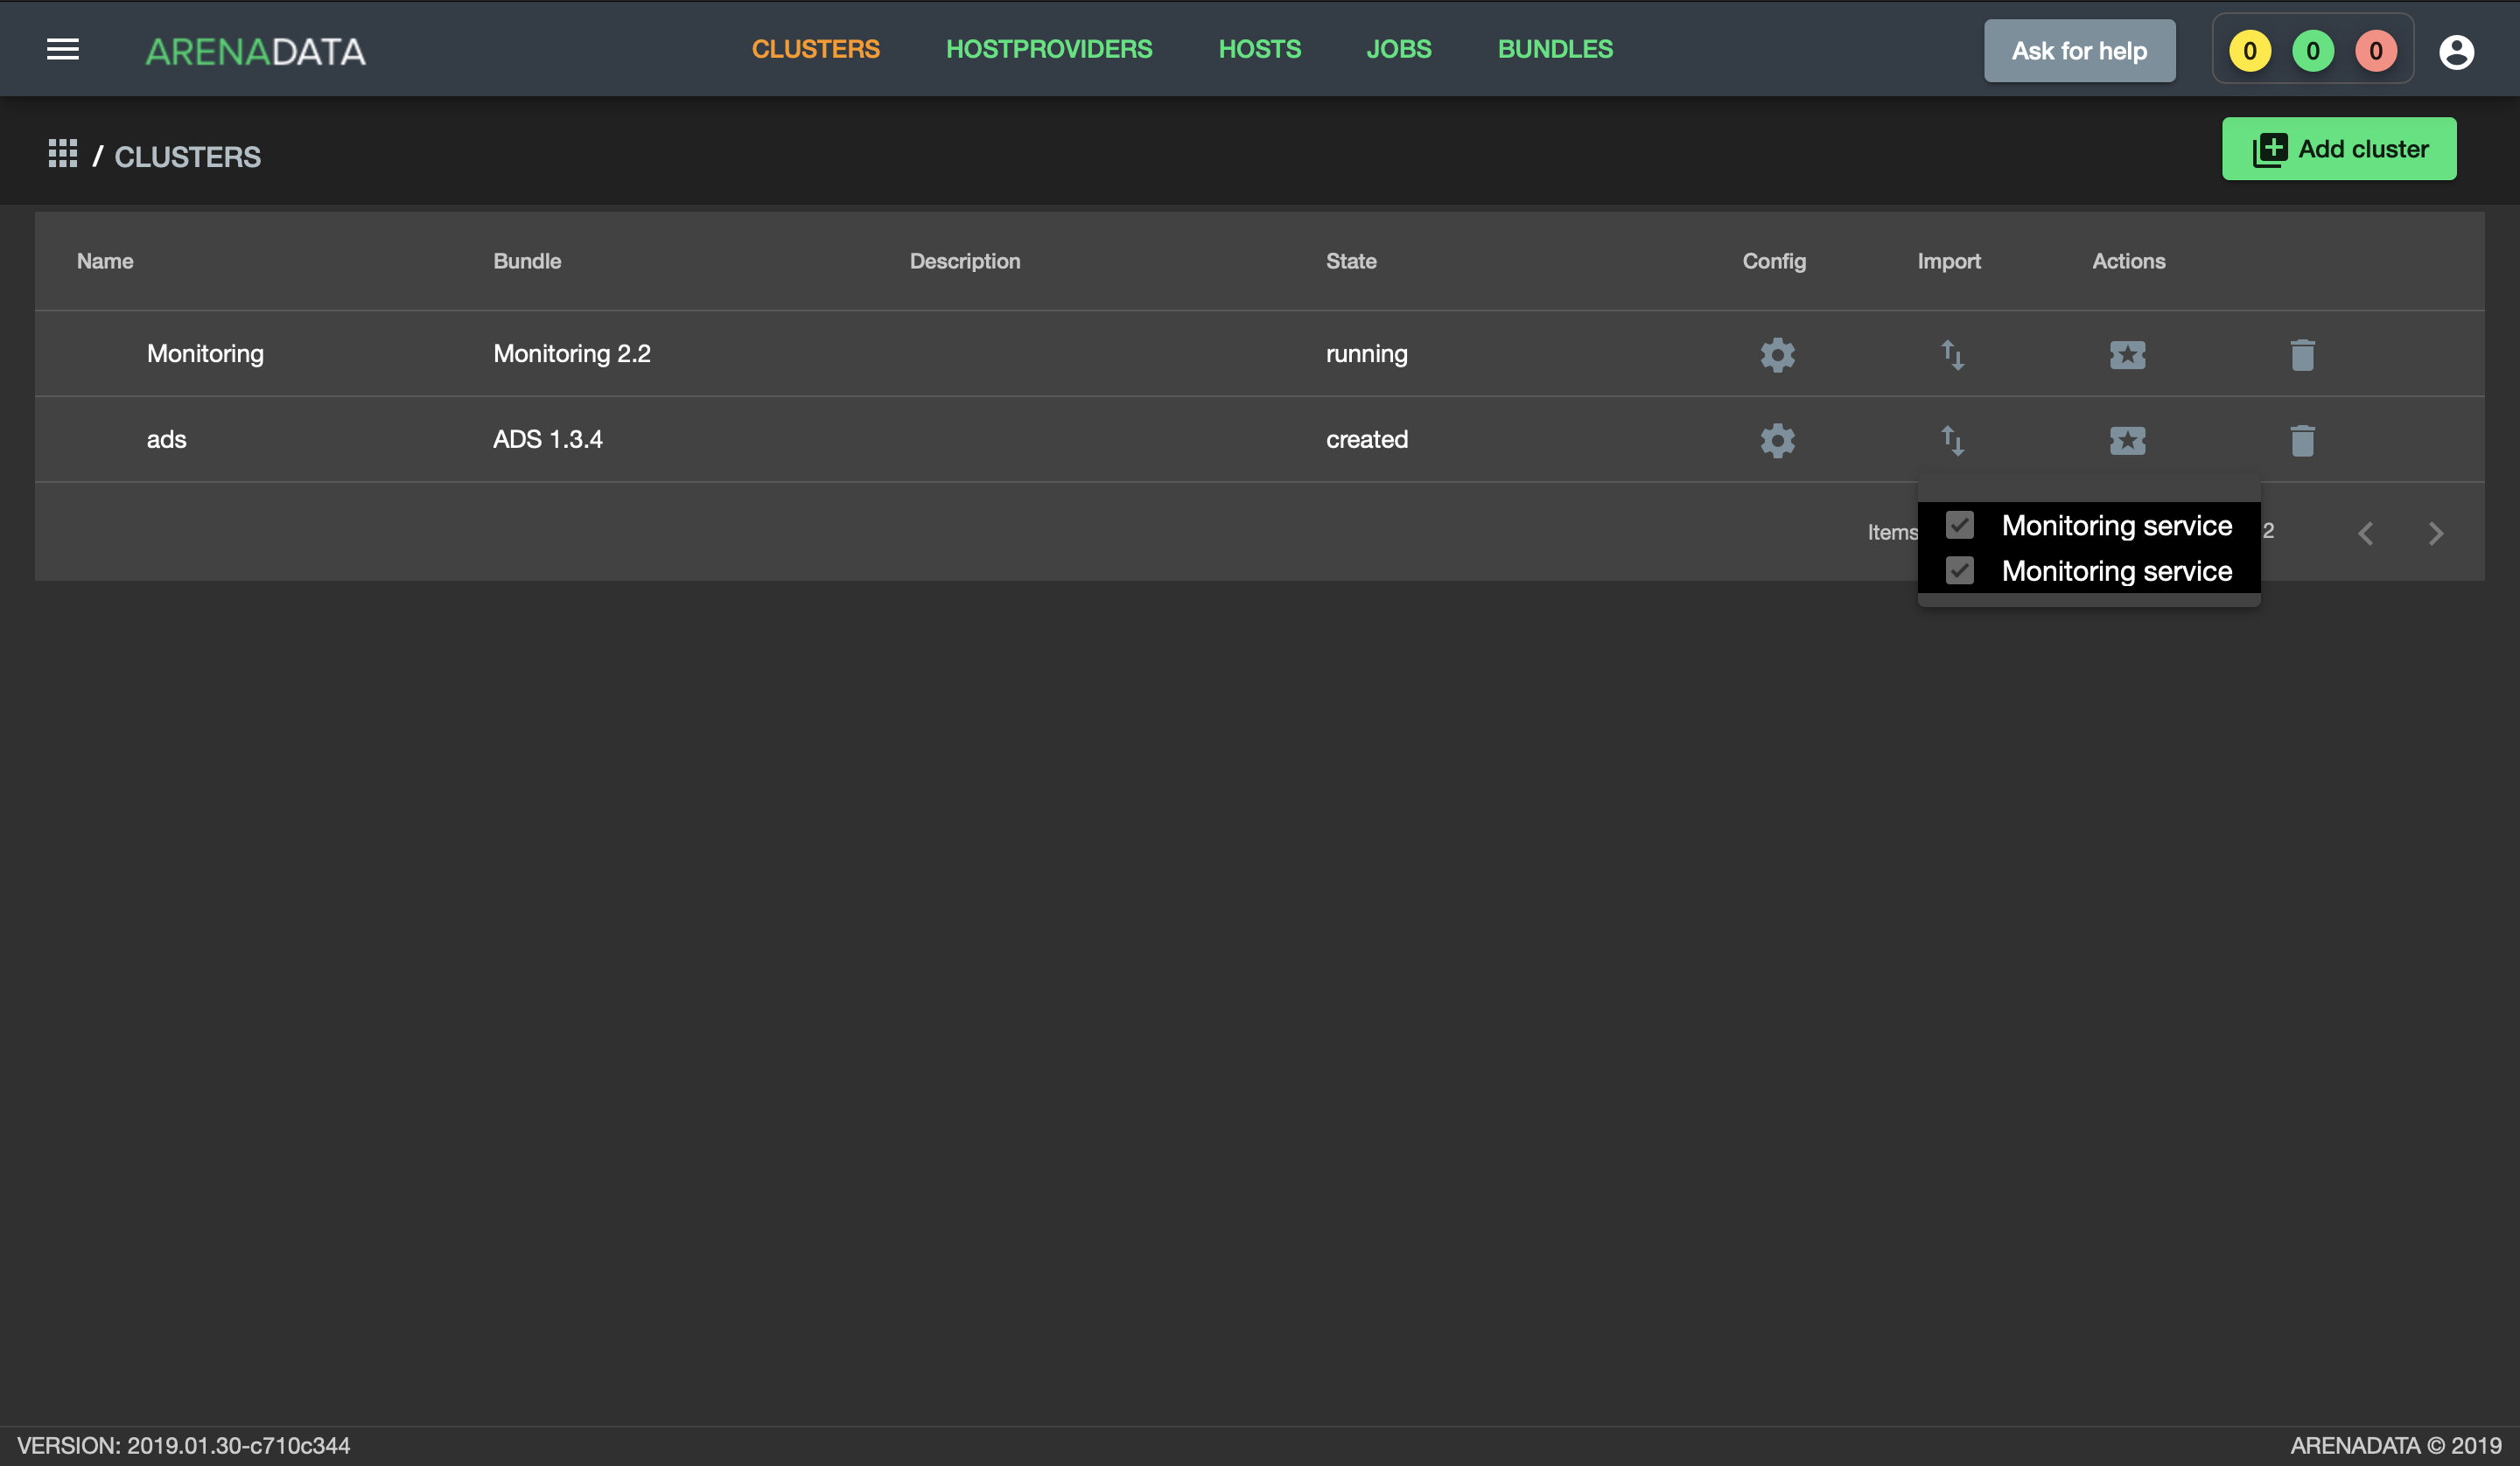 ARENADATA
CLUSTERS HOSTPROVIDERS HOSTS JOBS BUNDLES
Ask for help
0 0 0
/ CLUSTERS
Add cluster
Name Bundle Description State Config Import Actions
Monitoring Monitoring 2.2 running
ads ADS 1.3.4 created
Items 2
Monitoring service
Monitoring service
VERSION: 2019.01.30-c710c344
ARENADATA © 2019